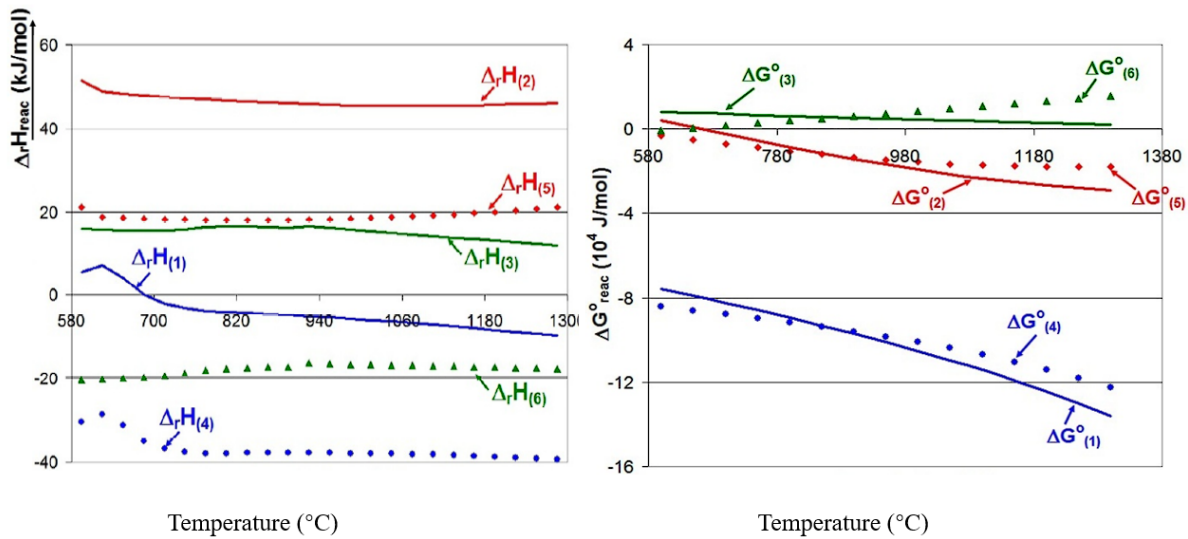 ΔrHreac (kJ/mol)
60
40
20
0
-20
-40
580
700
820
940
1060
1180
1300
ΔrH(2)
ΔrH(5)
ΔrH(3)
ΔrH(1)
ΔrH(6)
ΔrH(4)
Temperature (°C)
ΔG°reac (10⁴ J/mol)
4
0
-4
-8
-12
-16
580
780
980
1180
1380
ΔG°(3)
ΔG°(6)
ΔG°(2)
ΔG°(5)
ΔG°(4)
ΔG°(1)
Temperature (°C)